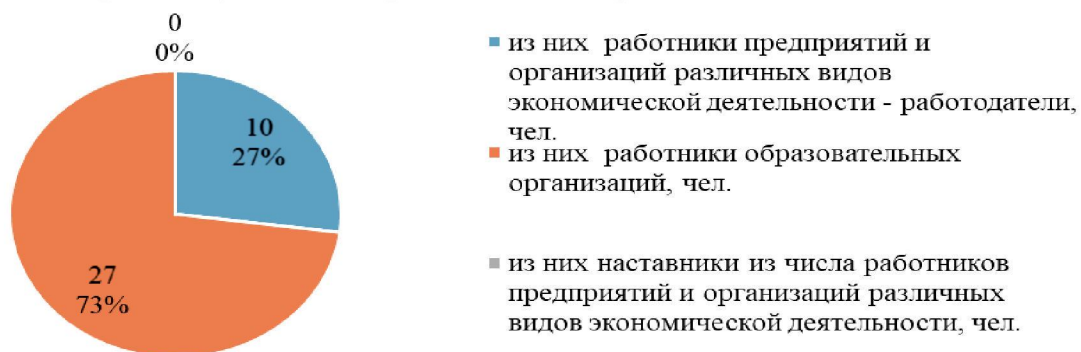 0
0%
10
27%
27
73%
из них работники предприятий и
организаций различных видов
экономической деятельности - работодатели,
чел.
из них работники образовательных
организаций, чел.
из них наставники из числа работников
предприятий и организаций различных
видов экономической деятельности, чел.